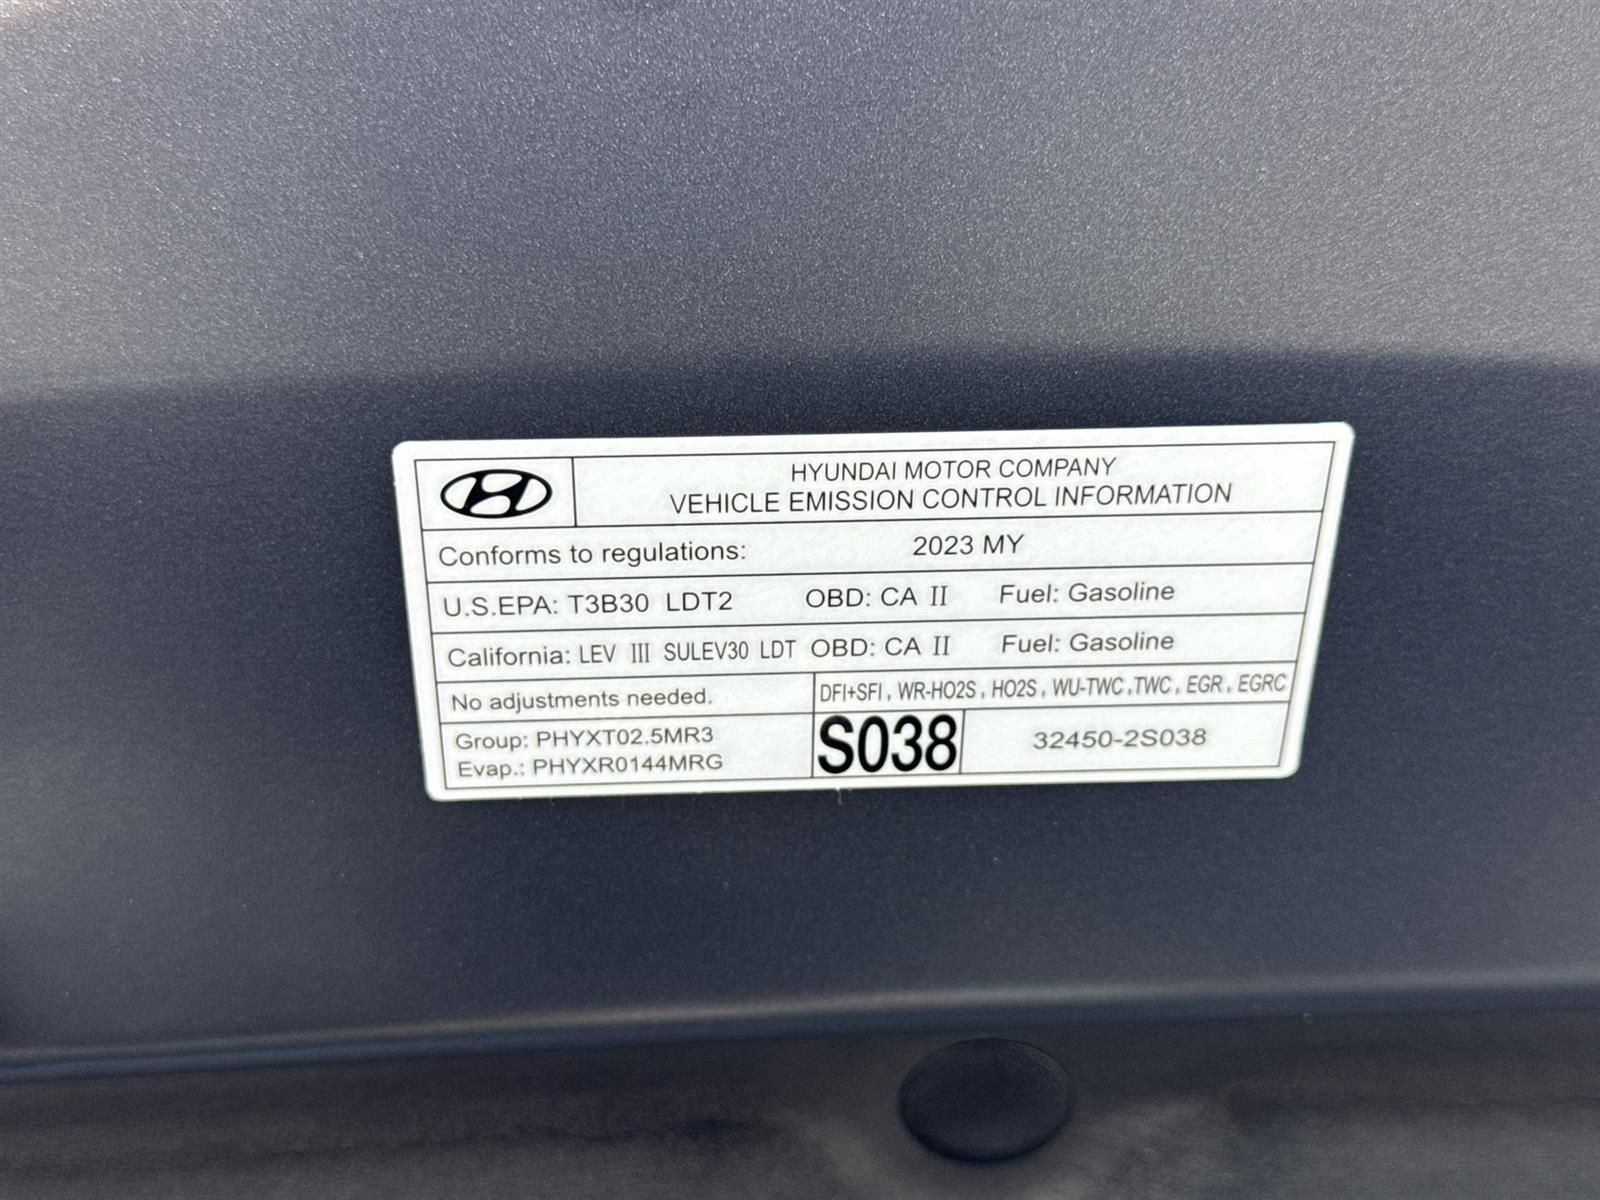 HYUNDAI MOTOR COMPANY
VEHICLE EMISSION CONTROL INFORMATION
Conforms to regulations: 2023 MY
U.S.EPA: T3B30 LDT2 OBD: CA II Fuel: Gasoline
California: LEV III SULEV30 LDT OBD: CA II Fuel: Gasoline
No adjustments needed. DFI+SFI, WR-HO2S, HO2S, WU-TWC, TWC, EGR, EGRC
Group: PHYXT02.5MR3
Evap.: PHYXR0144MRG
S038 32450-2S038